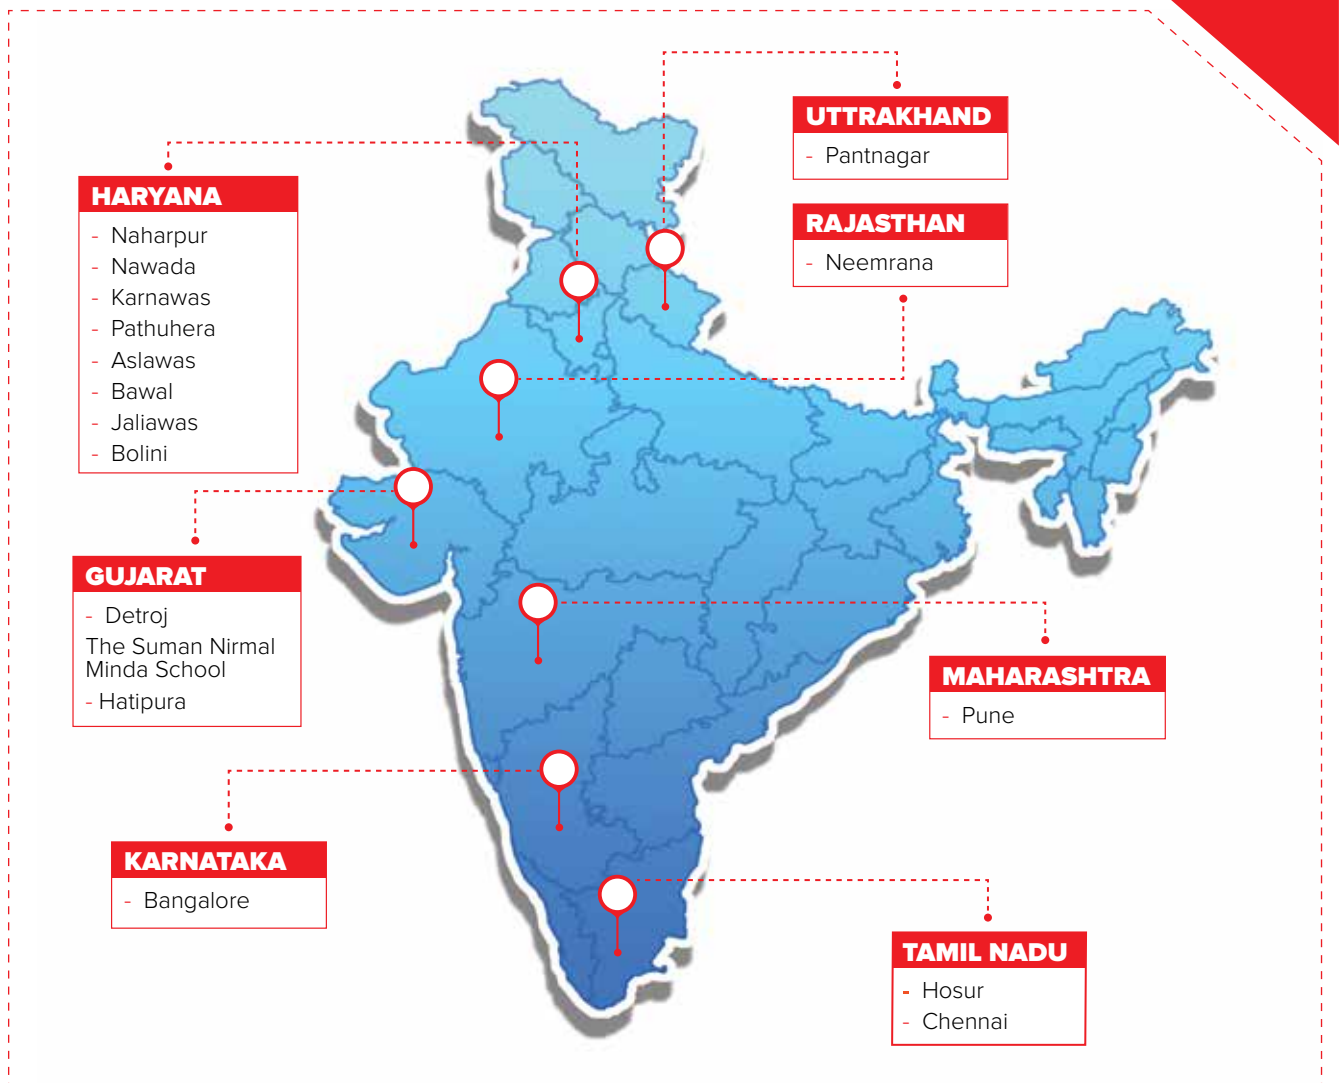 UTTRAKHAND
- Pantnagar
HARYANA
- Naharpur
- Nawada
- Karnawas
- Pathuhera
- Aslawas
- Bawal
- Jaliawas
- Bolini
RAJASTHAN
- Neemrana
GUJARAT
- Detroj
The Suman Nirmal
Minda School
- Hatipura
MAHARASHTRA
- Pune
KARNATAKA
- Bangalore
TAMIL NADU
- Hosur
- Chennai